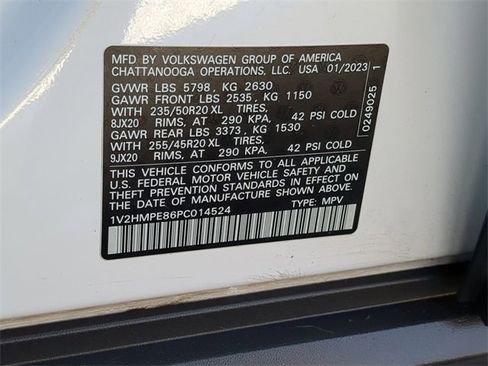 MFD BY VOLKSWAGEN GROUP OF AMERICA
CHATTANOOGA OPERATIONS, LLC. USA 01/2023
GVWR LBS 5798, KG 2630
GAWR FRONT LBS 2535, KG 1150
WITH 235/50R20 XL TIRES,
8JX20 RIMS, AT 290 KPA, 42 PSI COLD
GAWR REAR LBS 3373, KG 1530
WITH 255/45R20 XL TIRES,
9JX20 RIMS, AT 290 KPA, 42 PSI COLD
THIS VEHICLE CONFORMS TO ALL APPLICABLE
U.S. FEDERAL MOTOR VEHICLE SAFETY AND
THEFT PREVENTION STANDARDS IN EFFECT ON
THE DATE OF MANUFACTURE SHOWN ABOVE.
1V2HMPE86PC014524 TYPE: MPV
0249025 1